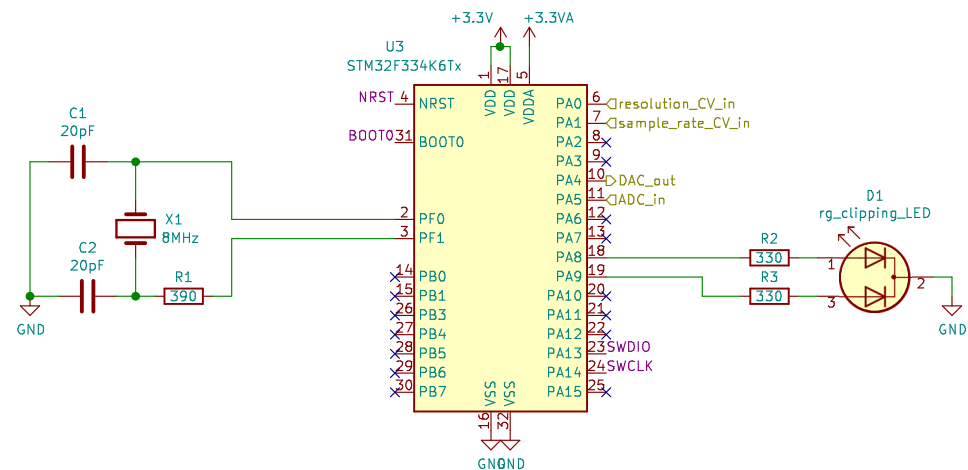 +3.3V
+3.3VA
U3
STM32F334K6Tx
1
17
5
VDD
VDD
VDDA
NRST 4 NRST
BOOT0 31 BOOT0
2 PF0
3 PF1
14 PB0
15 PB1
26 PB3
27 PB4
28 PB5
29 PB6
30 PB7
PA0 6 resolution_CV_in
PA1 7 sample_rate_CV_in
PA2 8
PA3 9
PA4 10 DAC_out
PA5 11 ADC_in
PA6 12
PA7 13
PA8 18
PA9 19
PA10 20
PA11 21
PA12 22
PA13 23 SWDIO
PA14 24 SWCLK
PA15 25
VSS
VSS
16
32
GND
GND
C1
20pF
X1
8MHz
C2
20pF
R1
390
GND
D1
rg_clipping_LED
R2
330
R3
330
1
2
3
GND